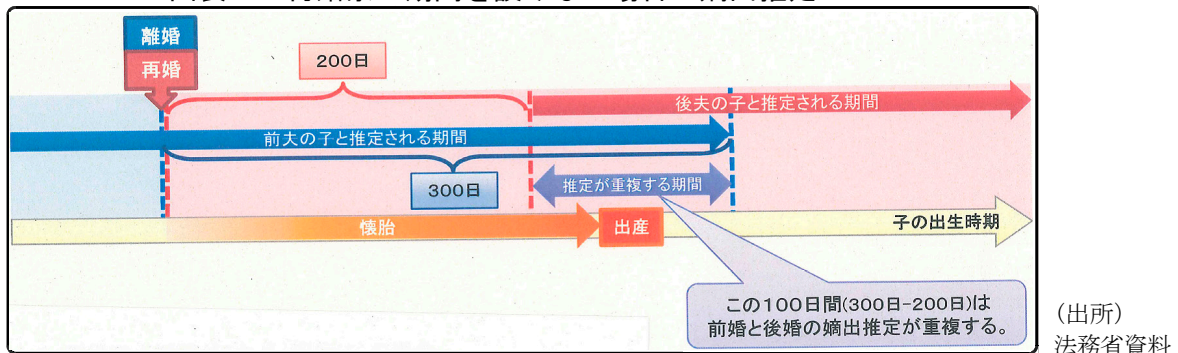 離婚
再婚
200日
後夫の子と推定される期間
前夫の子と推定される期間
300日
推定が重複する期間
懐胎
出産
子の出生時期
この100日間(300日-200日)は
前婚と後婚の嫡出推定が重複する。
(出所)
法務省資料